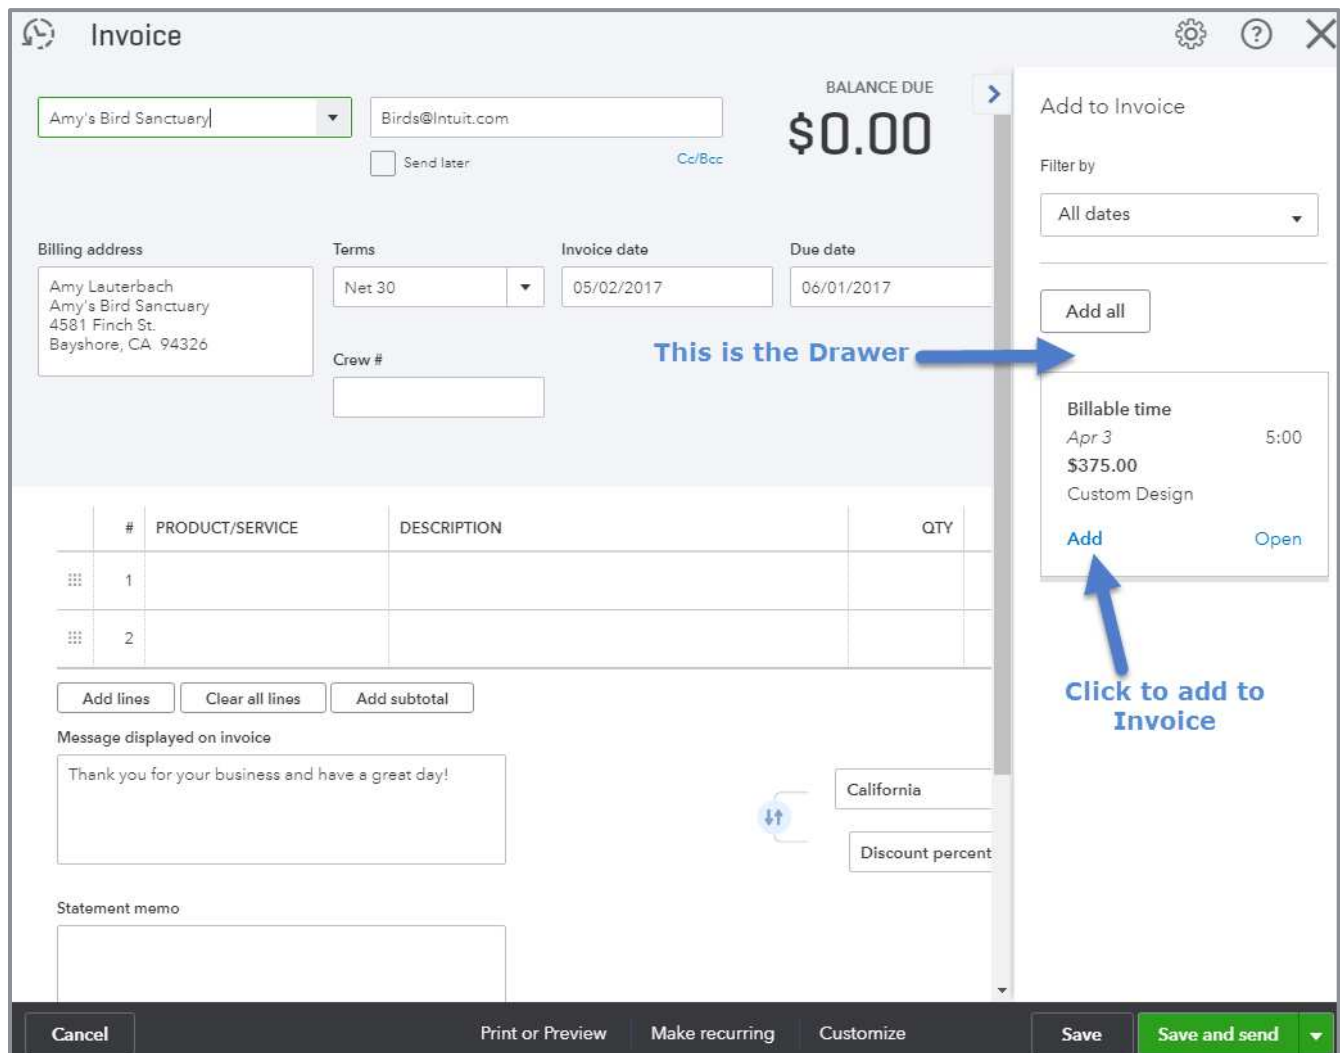 Invoice
Amy's Bird Sanctuary
Birds@Intuit.com
Send later
Cc/Bcc
BALANCE DUE
$0.00
Billing address
Amy Lauterbach
Amy's Bird Sanctuary
4581 Finch St.
Bayshore, CA 94326
Terms
Net 30
Invoice date
05/02/2017
Due date
06/01/2017
Crew #
This is the Drawer
Add to Invoice
Filter by
All dates
Add all
Billable time
Apr 3 5:00
$375.00
Custom Design
Add Open
Click to add to
Invoice
# PRODUCT/SERVICE DESCRIPTION QTY
1
2
Add lines Clear all lines Add subtotal
Message displayed on invoice
Thank you for your business and have a great day!
California
Discount percent
Statement memo
Cancel Print or Preview Make recurring Customize Save Save and send